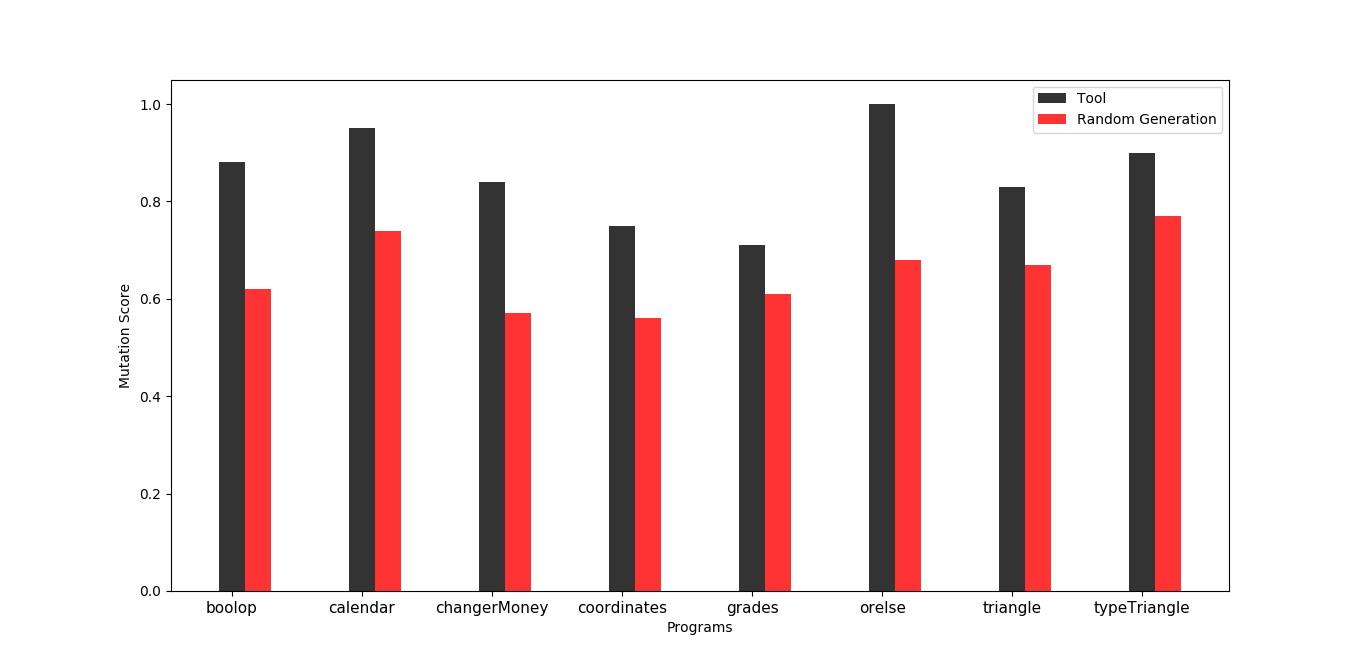 Tool
Random Generation
1.0
0.8
0.6
0.4
0.2
0.0
Mutation Score
boolop calendar changerMoney coordinates grades orelse triangle typeTriangle
Programs